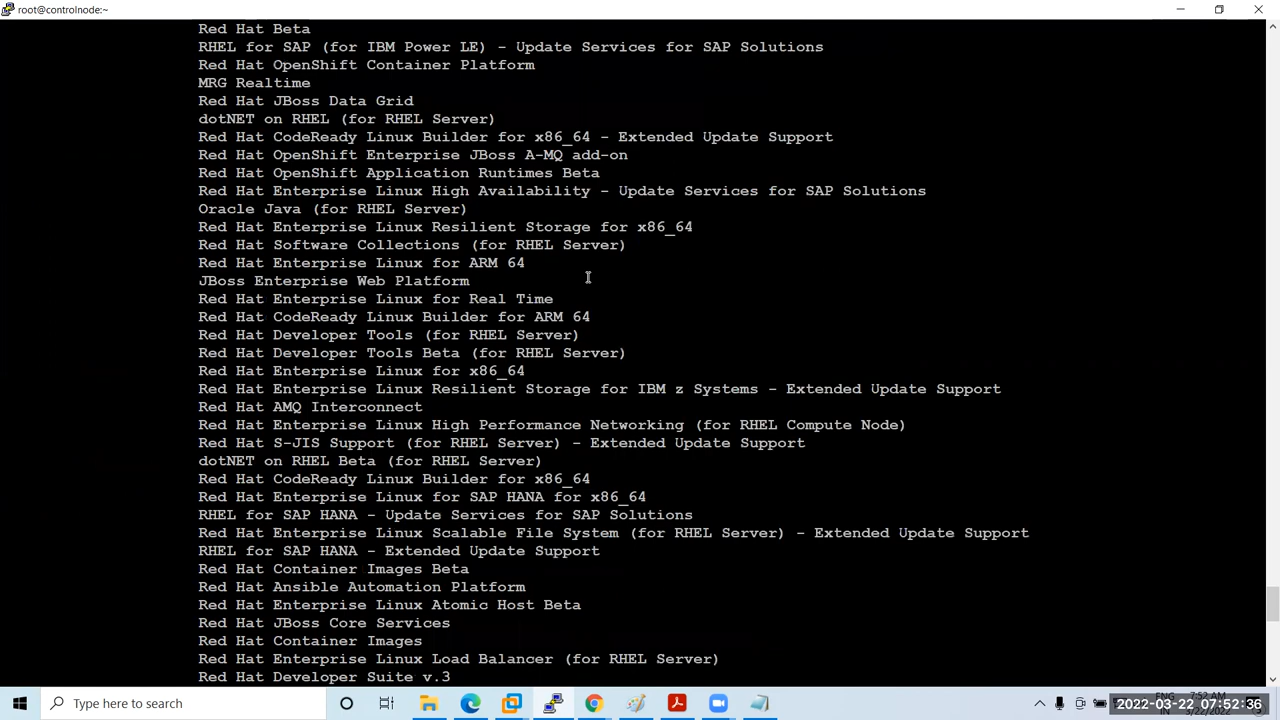 root@controlnode:~
Red Hat Beta
RHEL for SAP (for IBM Power LE) - Update Services for SAP Solutions
Red Hat OpenShift Container Platform
MRG Realtime
Red Hat JBoss Data Grid
dotNET on RHEL (for RHEL Server)
Red Hat CodeReady Linux Builder for x86_64 - Extended Update Support
Red Hat OpenShift Enterprise JBoss A-MQ add-on
Red Hat OpenShift Application Runtimes Beta
Red Hat Enterprise Linux High Availability - Update Services for SAP Solutions
Oracle Java (for RHEL Server)
Red Hat Enterprise Linux Resilient Storage for x86_64
Red Hat Software Collections (for RHEL Server)
Red Hat Enterprise Linux for ARM 64
JBoss Enterprise Web Platform
Red Hat Enterprise Linux for Real Time
Red Hat CodeReady Linux Builder for ARM 64
Red Hat Developer Tools (for RHEL Server)
Red Hat Developer Tools Beta (for RHEL Server)
Red Hat Enterprise Linux for x86_64
Red Hat Enterprise Linux Resilient Storage for IBM z Systems - Extended Update Support
Red Hat AMQ Interconnect
Red Hat Enterprise Linux High Performance Networking (for RHEL Compute Node)
Red Hat S-JIS Support (for RHEL Server) - Extended Update Support
dotNET on RHEL Beta (for RHEL Server)
Red Hat CodeReady Linux Builder for x86_64
Red Hat Enterprise Linux for SAP HANA for x86_64
RHEL for SAP HANA - Update Services for SAP Solutions
Red Hat Enterprise Linux Scalable File System (for RHEL Server) - Extended Update Support
RHEL for SAP HANA - Extended Update Support
Red Hat Container Images Beta
Red Hat Ansible Automation Platform
Red Hat Enterprise Linux Atomic Host Beta
Red Hat JBoss Core Services
Red Hat Container Images
Red Hat Enterprise Linux Load Balancer (for RHEL Server)
Red Hat Developer Suite v.3
Type here to search
ENG
7:52 AM
2022-03-22 07:52:36
IN
3/22/2022